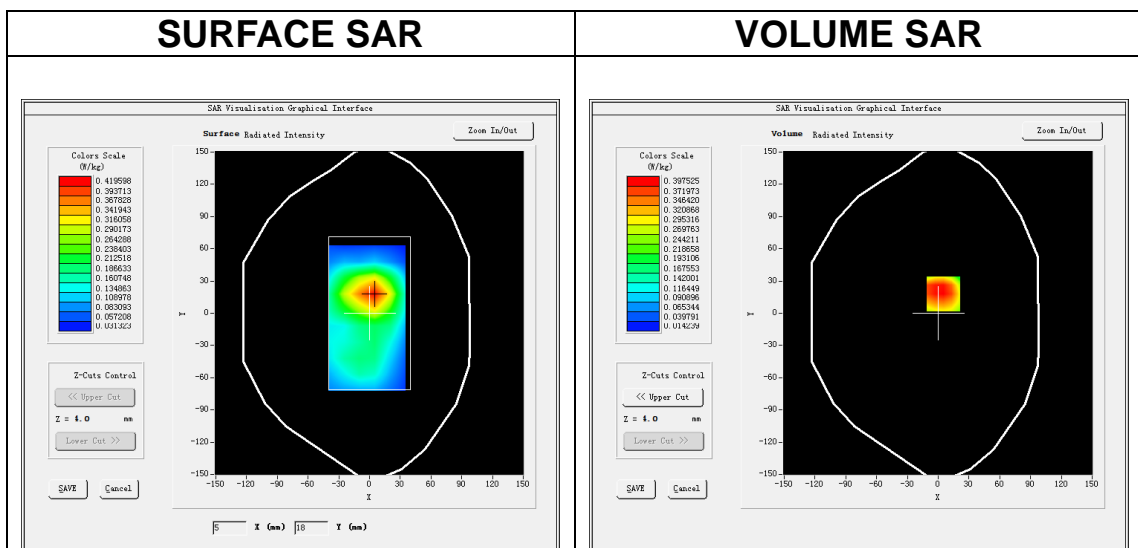 SURFACE SAR
VOLUME SAR
SAR Visualisation Graphical Interface
Surface Radiated Intensity
Zoom In/Out
Colors Scale
(W/kg)
0.419598
0.393713
0.367828
0.341943
0.316058
0.290173
0.264288
0.238403
0.212518
0.186633
0.160748
0.134863
0.108978
0.083093
0.057208
0.031323
150
120
90
60
30
0
-30
-60
-90
-120
-150
Y
-150 -120 -90 -60 -30 0 30 60 90 120 150
X
Z-Cuts Control
<< Upper Cut
Z = 4.0 mm
Lower Cut >>
SAVE Cancel
5 X (mm) 18 Y (mm)
SAR Visualisation Graphical Interface
Volume Radiated Intensity
Zoom In/Out
Colors Scale
(W/kg)
0.397525
0.371973
0.346420
0.320868
0.295316
0.269763
0.244211
0.218658
0.193106
0.167553
0.142001
0.116449
0.090896
0.065344
0.039791
0.014239
150
120
90
60
30
0
-30
-60
-90
-120
-150
Y
-150 -120 -90 -60 -30 0 30 60 90 120 150
X
Z-Cuts Control
<< Upper Cut
Z = 4.0 mm
Lower Cut >>
SAVE Cancel